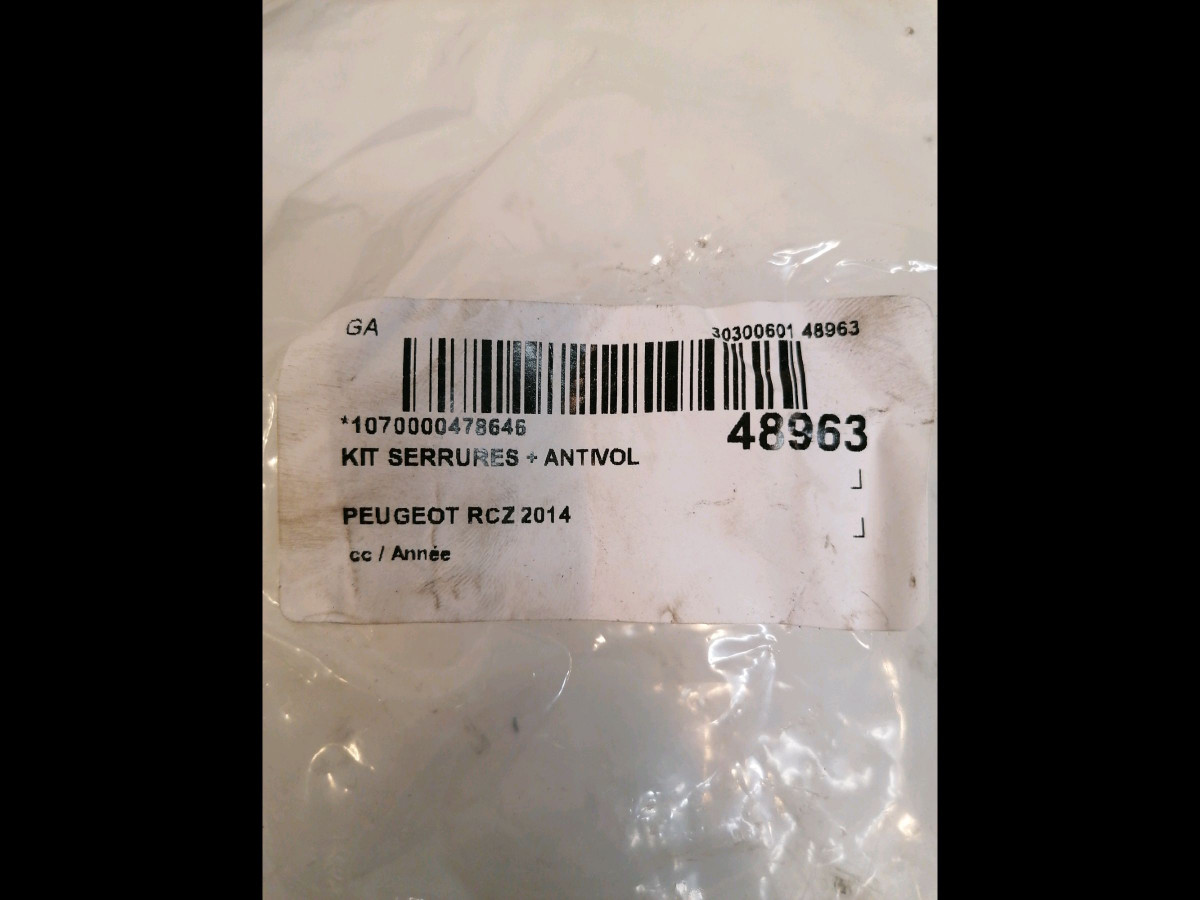 GA
30300601 48963
*1070000478646
48963
KIT SERRURES + ANTIVOL
PEUGEOT RCZ 2014
cc / Année